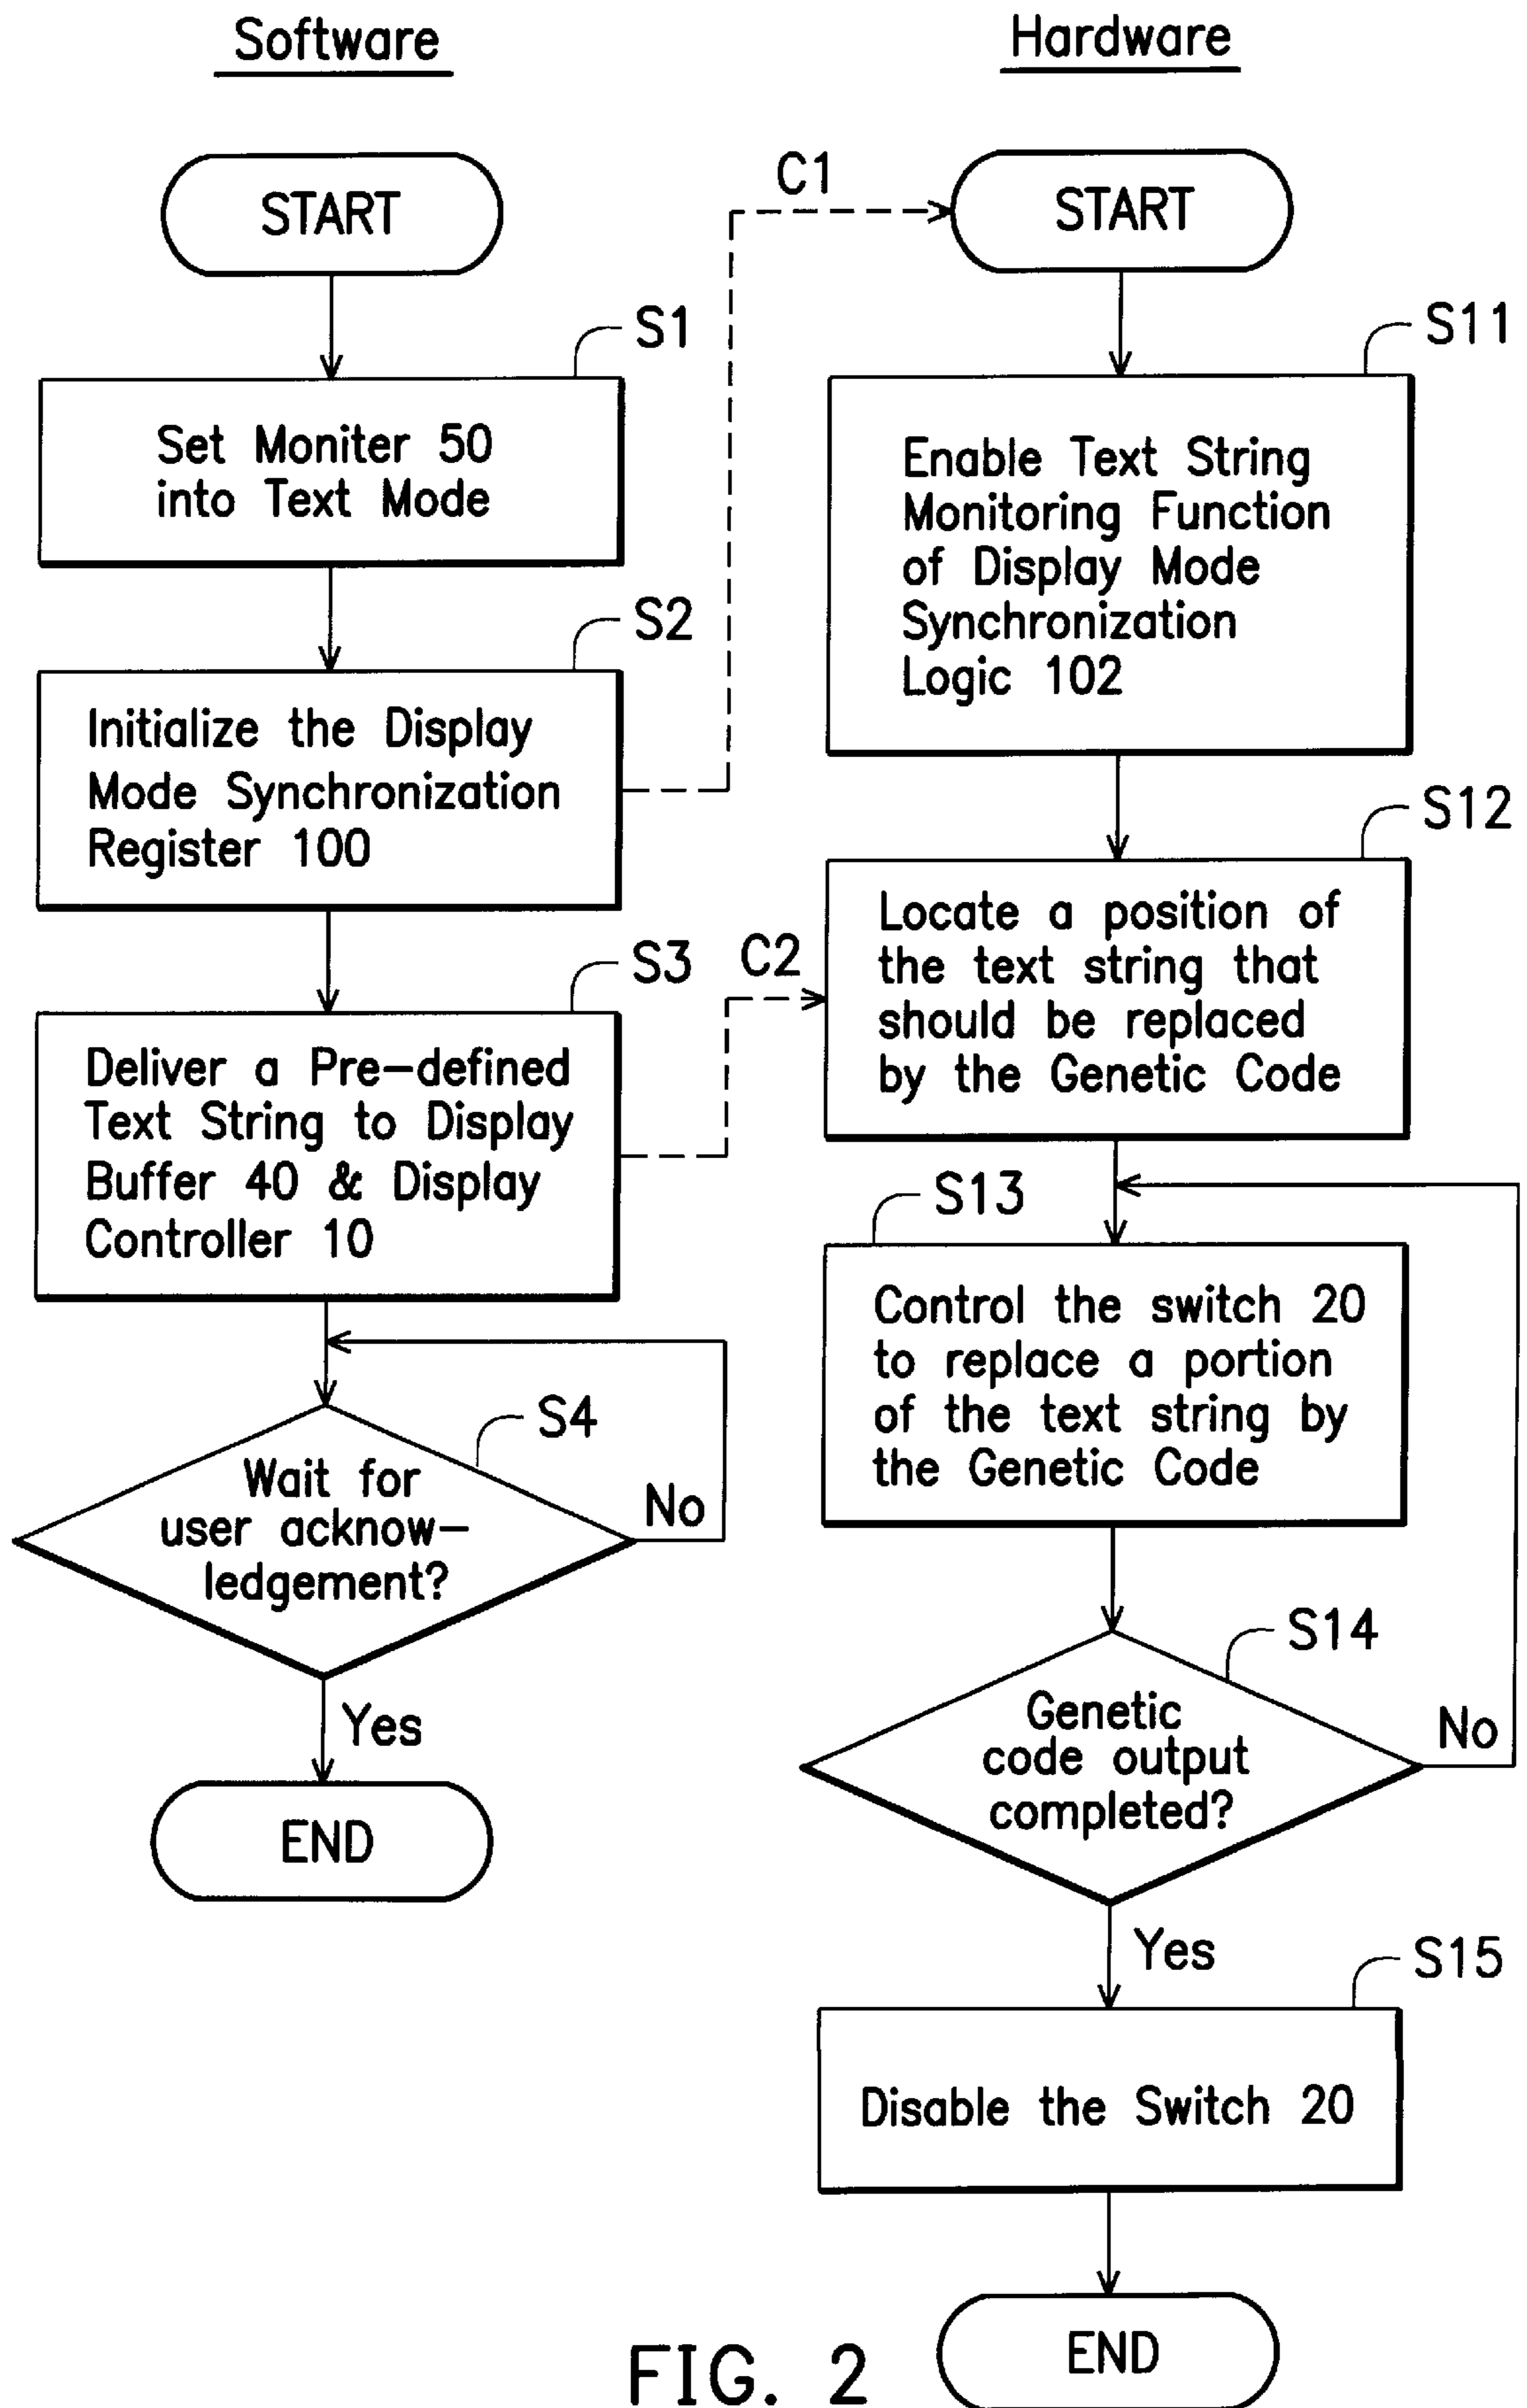 Software
START
S1
Set Moniter 50
into Text Mode
S2
Initialize the Display
Mode Synchronization
Register 100
S3
Deliver a Pre-defined
Text String to Display
Buffer 40 & Display
Controller 10
S4
Wait for
user acknow-
ledgement?
No
Yes
END
Hardware
C1
START
S11
Enable Text String
Monitoring Function
of Display Mode
Synchronization
Logic 102
S12
C2
Locate a position of
the text string that
should be replaced
by the Genetic Code
S13
Control the switch 20
to replace a portion
of the text string by
the Genetic Code
S14
Genetic
code output
completed?
No
Yes
S15
Disable the Switch 20
END
FIG. 2